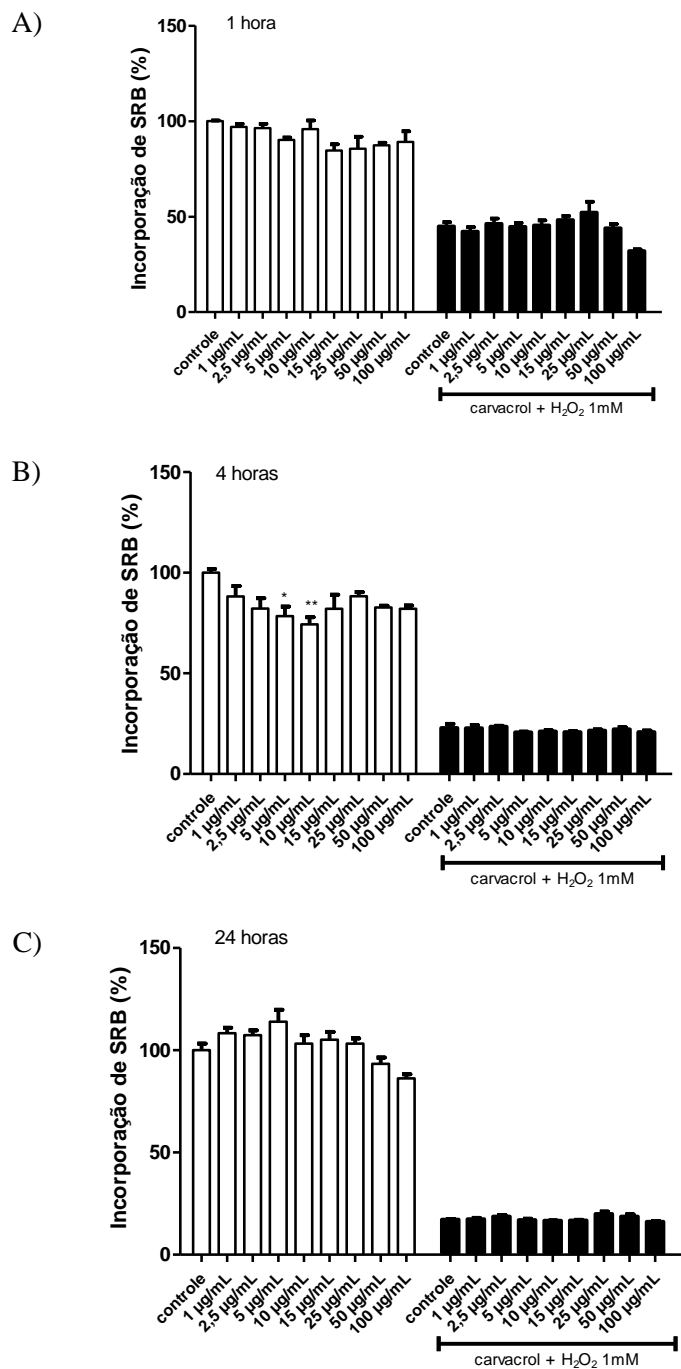 A)
1 hora
Incorporação de SRB (%)
150
100
50
0
controle
1 µg/mL
2,5 µg/mL
5 µg/mL
10 µg/mL
15 µg/mL
25 µg/mL
50 µg/mL
100 µg/mL
controle
1 µg/mL
2,5 µg/mL
5 µg/mL
10 µg/mL
15 µg/mL
25 µg/mL
50 µg/mL
100 µg/mL
carvacrol + H₂O₂ 1mM
B)
4 horas
Incorporação de SRB (%)
150
100
50
0
*
**
controle
1 µg/mL
2,5 µg/mL
5 µg/mL
10 µg/mL
15 µg/mL
25 µg/mL
50 µg/mL
100 µg/mL
controle
1 µg/mL
2,5 µg/mL
5 µg/mL
10 µg/mL
15 µg/mL
25 µg/mL
50 µg/mL
100 µg/mL
carvacrol + H₂O₂ 1mM
C)
24 horas
Incorporação de SRB (%)
150
100
50
0
controle
1 µg/mL
2,5 µg/mL
5 µg/mL
10 µg/mL
15 µg/mL
25 µg/mL
50 µg/mL
100 µg/mL
controle
1 µg/mL
2,5 µg/mL
5 µg/mL
10 µg/mL
15 µg/mL
25 µg/mL
50 µg/mL
100 µg/mL
carvacrol + H₂O₂ 1mM